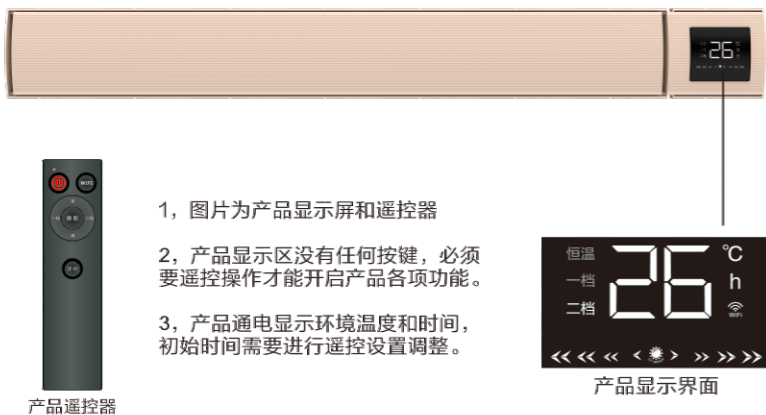 26
WIFI
1，图片为产品显示屏和遥控器
2，产品显示区没有任何按键，必须
要遥控操作才能开启产品各项功能。
3，产品通电显示环境温度和时间，
初始时间需要进行遥控设置调整。
恒温
一档
二档
26
℃
h
WiFi
产品显示界面
产品遥控器